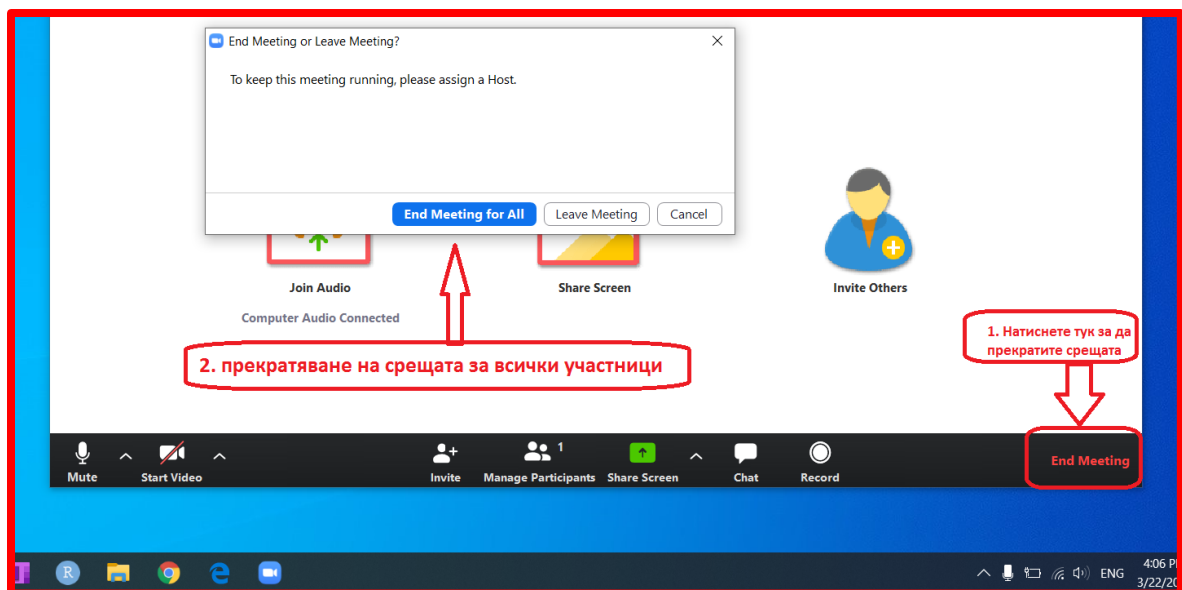 End Meeting or Leave Meeting?
To keep this meeting running, please assign a Host.
End Meeting for All
Leave Meeting
Cancel
Join Audio
Share Screen
Invite Others
Computer Audio Connected
1. Натиснете тук за да
прекратите срещата
2. прекратяване на срещата за всички участници
1
Mute
Start Video
Invite
Manage Participants
Share Screen
Chat
Record
End Meeting
R
ENG
4:06 P
3/22/20